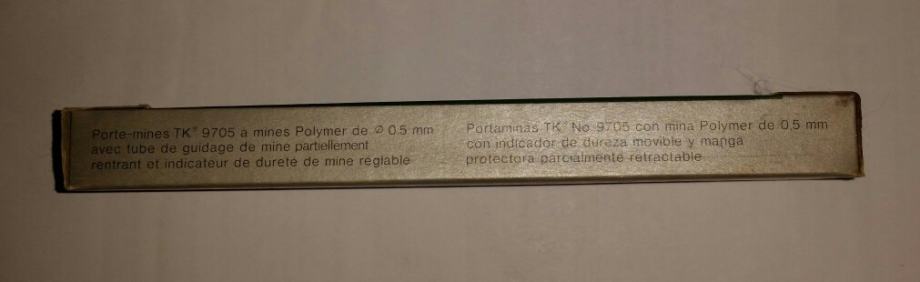 Porte-mines TK® 9705 à mines Polymer de ∅ 0.5 mm
avec tube de guidage de mine partiellement
rentrant et indicateur de dureté de mine réglable
Portaminas TK® No 9705 con mina Polymer de 0,5 mm
con indicador de dureza movible y manga
protectora parcialmente retractable